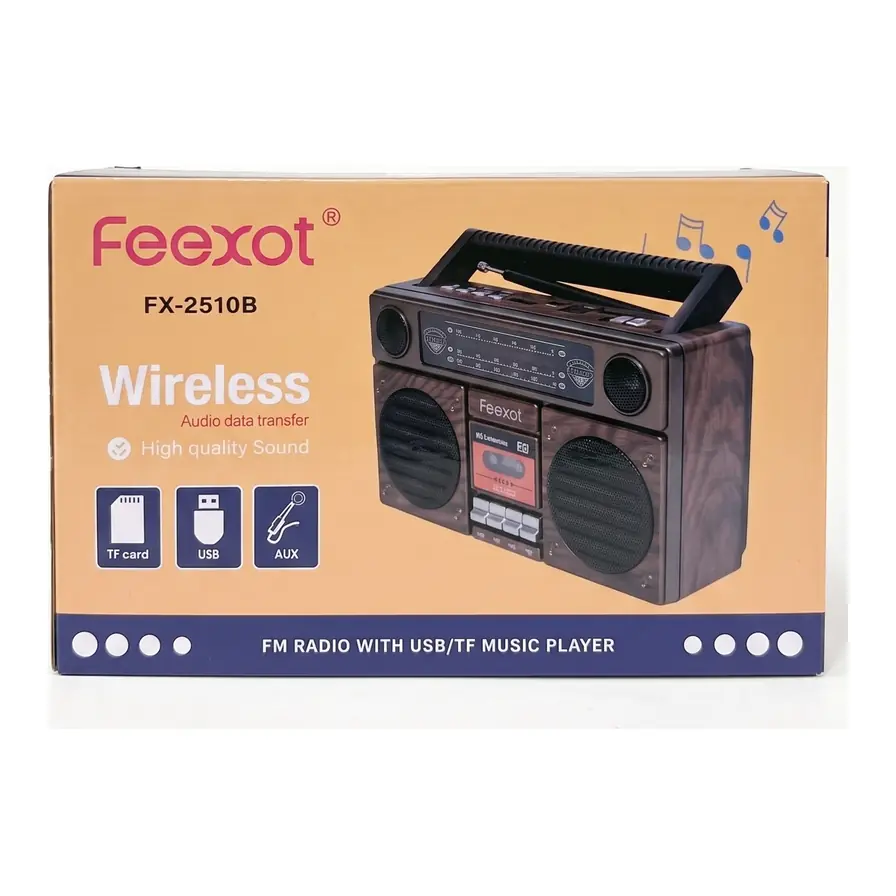 Feexot®
FX-2510B
Wireless
Audio data transfer
High quality Sound
TF card
USB
AUX
Feexot
FM RADIO WITH USB/TF MUSIC PLAYER